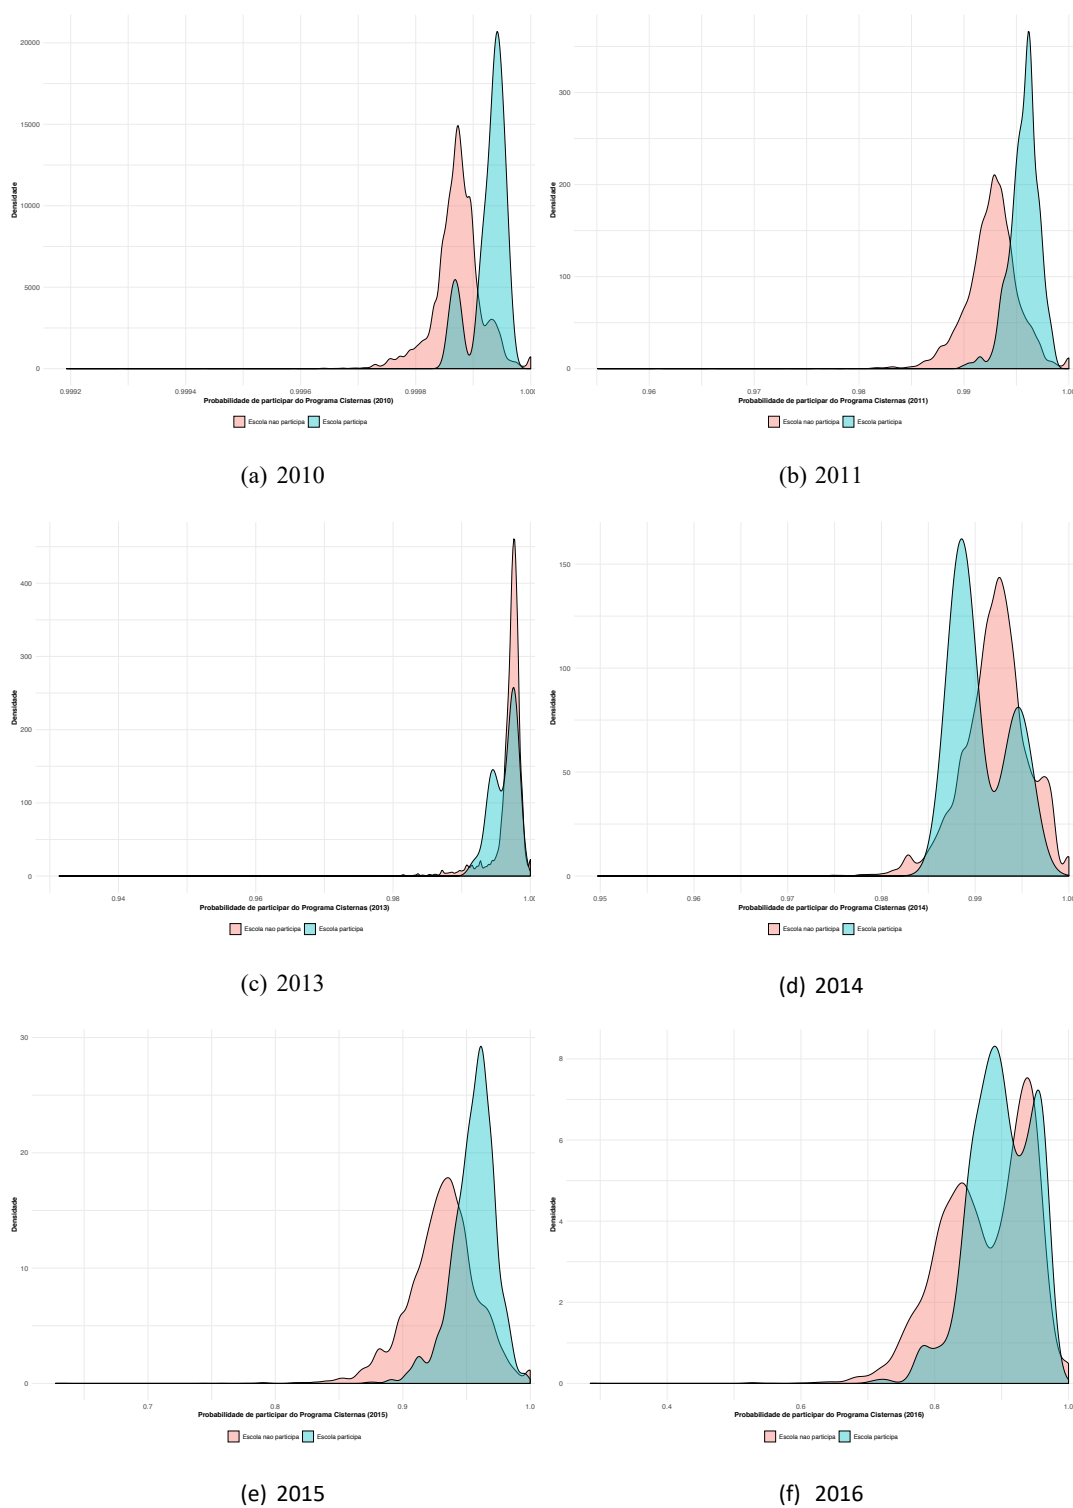 20000
15000
10000
5000
0
Densidade
0.9992
0.9994
0.9996
0.9998
Probabilidade de participar do Programa Cisternas (2010)
Escola nao participa Escola participa
(a) 2010
300
200
100
0
Densidade
0.96
0.97
0.99
Probabilidade de participar do Programa Cisternas (2011)
Escola nao participa Escola participa
(b) 2011
400
300
200
100
0
Densidade
0.94
0.96
0.98
Probabilidade de participar do Programa Cisternas (2013)
Escola nao participa Escola participa
(c) 2013
150
100
50
0
Densidade
0.95
0.96
0.97
0.98
0.99
Probabilidade de participar do Programa Cisternas (2014)
Escola nao participa Escola participa
(d) 2014
30
20
10
0
Densidade
0.7
0.8
0.9
1.0
Probabilidade de participar do Programa Cisternas (2015)
Escola nao participa Escola participa
(e) 2015
8
6
4
2
0
Densidade
0.4
0.6
0.8
Probabilidade de participar do Programa Cisternas (2016)
Escola nao participa Escola participa
(f) 2016